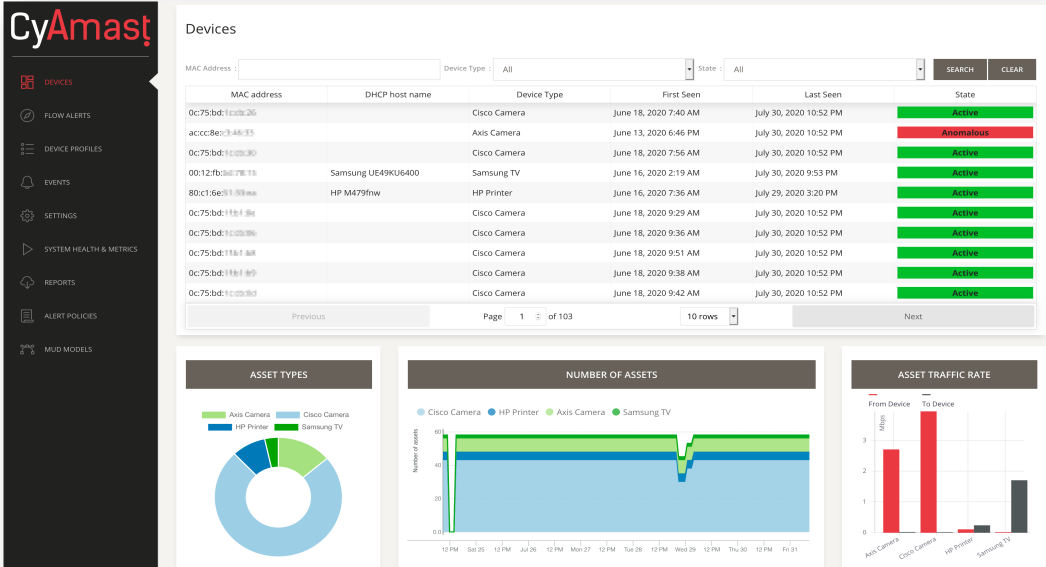 CyAmast
DEVICES
FLOW ALERTS
DEVICE PROFILES
EVENTS
SETTINGS
SYSTEM HEALTH & METRICS
REPORTS
ALERT POLICIES
MUD MODELS
Devices
MAC Address : Device Type : All State : All SEARCH CLEAR
MAC address DHCP host name Device Type First Seen Last Seen State
0c:75:bd: Cisco Camera June 18, 2020 7:40 AM July 30, 2020 10:52 PM Active
ac:cc:8e: Axis Camera June 13, 2020 6:46 PM July 30, 2020 10:52 PM Anomalous
0c:75:bd: Cisco Camera June 18, 2020 7:56 AM July 30, 2020 10:52 PM Active
00:12:fb: Samsung UE49KU6400 Samsung TV June 16, 2020 2:19 AM July 30, 2020 9:53 PM Active
80:c1:6e: HP M479fnw HP Printer June 16, 2020 7:36 AM July 29, 2020 3:20 PM Active
0c:75:bd: Cisco Camera June 18, 2020 9:29 AM July 30, 2020 10:52 PM Active
0c:75:bd: Cisco Camera June 18, 2020 9:36 AM July 30, 2020 10:52 PM Active
0c:75:bd: Cisco Camera June 18, 2020 9:51 AM July 30, 2020 10:52 PM Active
0c:75:bd: Cisco Camera June 18, 2020 9:38 AM July 30, 2020 10:52 PM Active
0c:75:bd: Cisco Camera June 18, 2020 9:42 AM July 30, 2020 10:52 PM Active
Previous Page 1 of 103 10 rows Next
ASSET TYPES
Axis Camera Cisco Camera
HP Printer Samsung TV
NUMBER OF ASSETS
Cisco Camera HP Printer Axis Camera Samsung TV
Number of assets
60
40
20
0.0
12 PM Sat 25 12 PM Jul 26 12 PM Mon 27 12 PM Tue 28 12 PM Wed 29 12 PM Thu 30 12 PM Fri 31
ASSET TRAFFIC RATE
From Device To Device
Mbps
3
2
1
0
Axis Camera Cisco Camera HP Printer Samsung TV